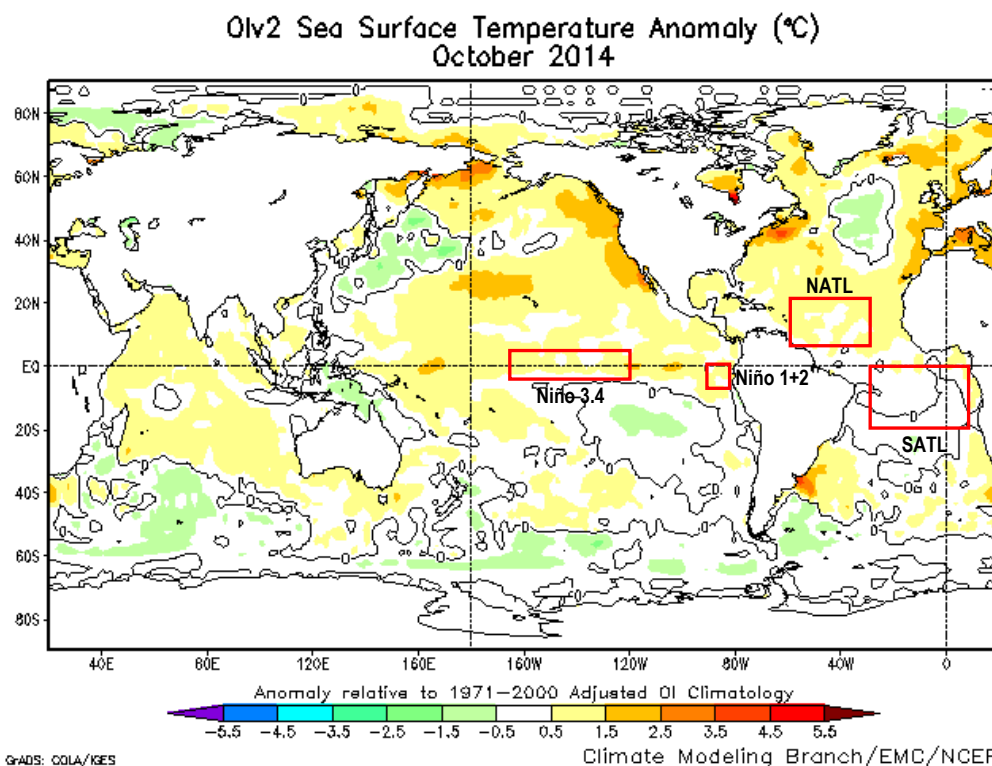 OIv2 Sea Surface Temperature Anomaly (°C)
October 2014
80N
60N
40N
20N
EQ
20S
40S
60S
80S
NATL
Niño 3.4
Niño 1+2
SATL
40E 80E 120E 160E 160W 120W 80W 40W 0
Anomaly relative to 1971-2000 Adjusted OI Climatology
-5.5 -4.5 -3.5 -2.5 -1.5 -0.5 0.5 1.5 2.5 3.5 4.5 5.5
GrADS: COLA/IGES
Climate Modeling Branch/EMC/NCEP